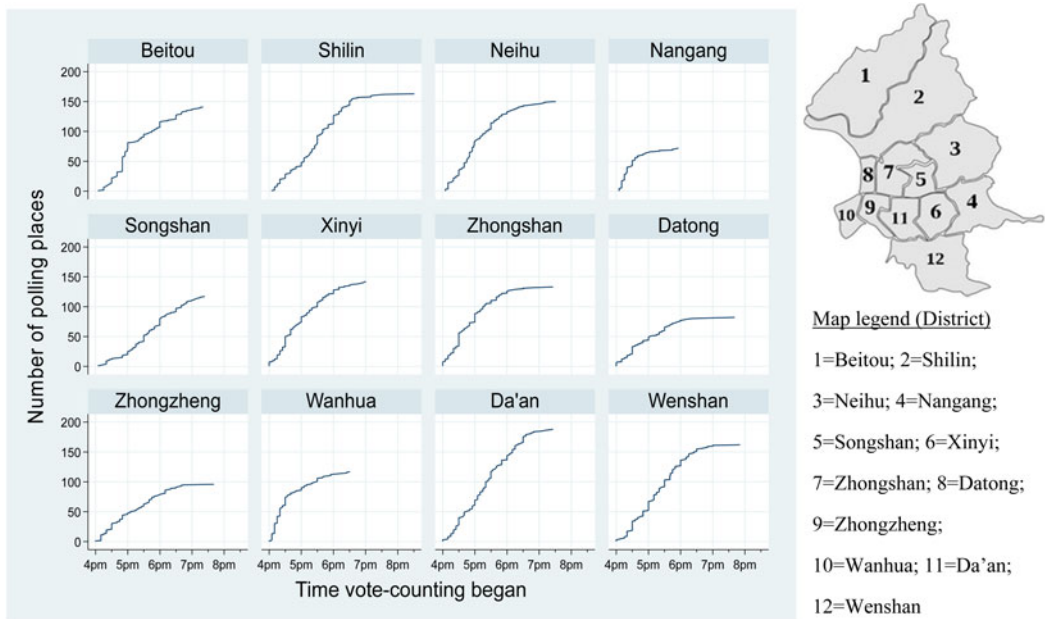 Beitou
Shilin
Neihu
Nangang
200
150
100
50
0
Songshan
Xinyi
Zhongshan
Datong
200
150
100
50
0
Zhongzheng
Wanhua
Da'an
Wenshan
200
150
100
50
0
4pm 5pm 6pm 7pm 8pm
4pm 5pm 6pm 7pm 8pm
4pm 5pm 6pm 7pm 8pm
4pm 5pm 6pm 7pm 8pm
Number of polling places
Time vote-counting began
1
2
3
8 7 5
4
10 9 11 6
12
Map legend (District)
1=Beitou; 2=Shilin;
3=Neihu; 4=Nangang;
5=Songshan; 6=Xinyi;
7=Zhongshan; 8=Datong;
9=Zhongzheng;
10=Wanhua; 11=Da’an;
12=Wenshan